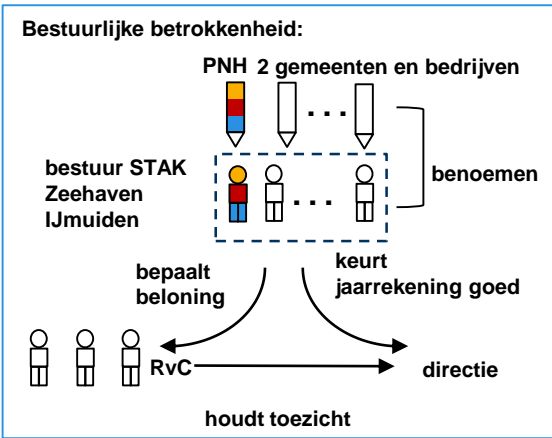 Bestuurlijke betrokkenheid:
PNH 2 gemeenten en bedrijven
. . .
benoemen
bestuur STAK
Zeehaven
IJmuiden
. . .
bepaalt
beloning
keurt
jaarrekening goed
RvC
directie
houdt toezicht